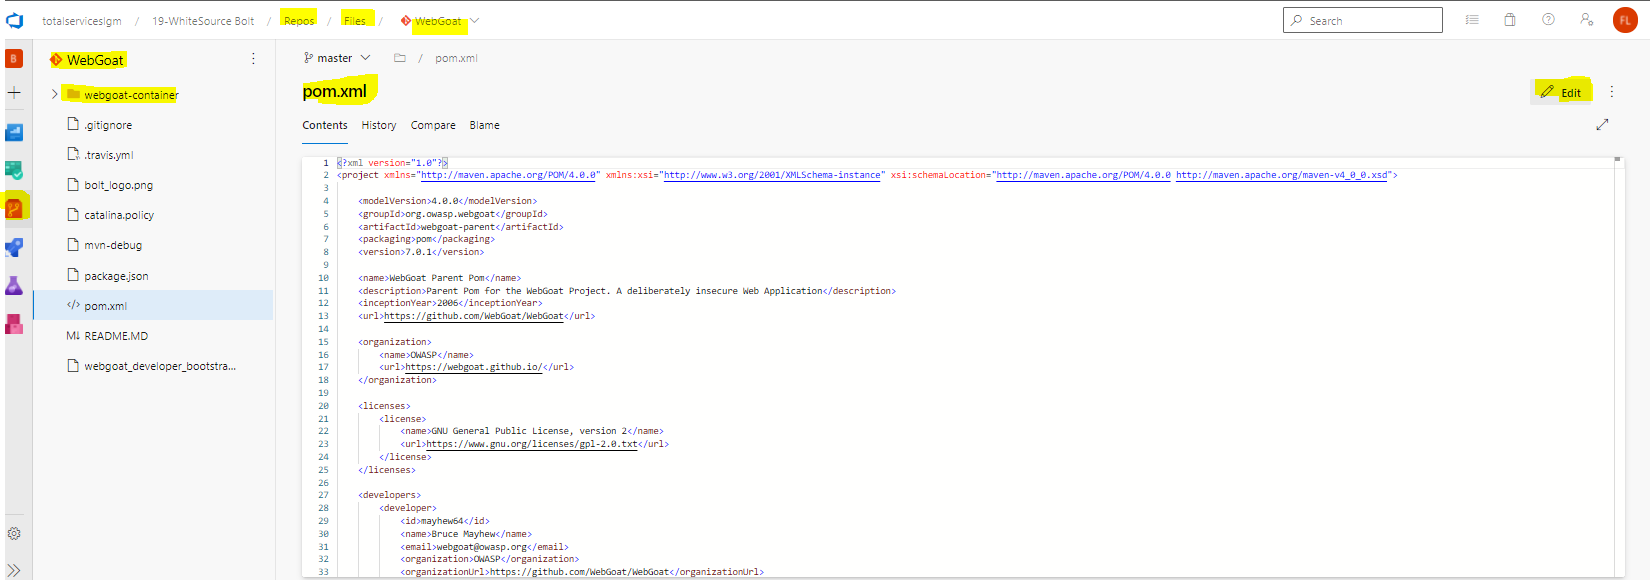 totalserviceslgm / 19-WhiteSource Bolt / Repos / Files / WebGoat
Search
FL
B
WebGoat
webgoat-container
.gitignore
.travis.yml
bolt_logo.png
catalina.policy
mvn-debug
package.json
</> pom.xml
M↓ README.MD
webgoat_developer_bootstra...
master / pom.xml
pom.xml
Edit
Contents History Compare Blame
1 <?xml version="1.0"?>
2 <project xmlns="http://maven.apache.org/POM/4.0.0" xmlns:xsi="http://www.w3.org/2001/XMLSchema-instance" xsi:schemaLocation="http://maven.apache.org/POM/4.0.0 http://maven.apache.org/maven-v4_0_0.xsd">
3
4 <modelVersion>4.0.0</modelVersion>
5 <groupId>org.owasp.webgoat</groupId>
6 <artifactId>webgoat-parent</artifactId>
7 <packaging>pom</packaging>
8 <version>7.0.1</version>
9
10 <name>WebGoat Parent Pom</name>
11 <description>Parent Pom for the WebGoat Project. A deliberately insecure Web Application</description>
12 <inceptionYear>2006</inceptionYear>
13 <url>https://github.com/WebGoat/WebGoat</url>
14
15 <organization>
16 <name>OWASP</name>
17 <url>https://webgoat.github.io/</url>
18 </organization>
19
20 <licenses>
21 <license>
22 <name>GNU General Public License, version 2</name>
23 <url>https://www.gnu.org/licenses/gpl-2.0.txt</url>
24 </license>
25 </licenses>
26
27 <developers>
28 <developer>
29 <id>mayhew64</id>
30 <name>Bruce Mayhew</name>
31 <email>webgoat@owasp.org</email>
32 <organization>OWASP</organization>
33 <organizationUrl>https://github.com/WebGoat/WebGoat</organizationUrl>